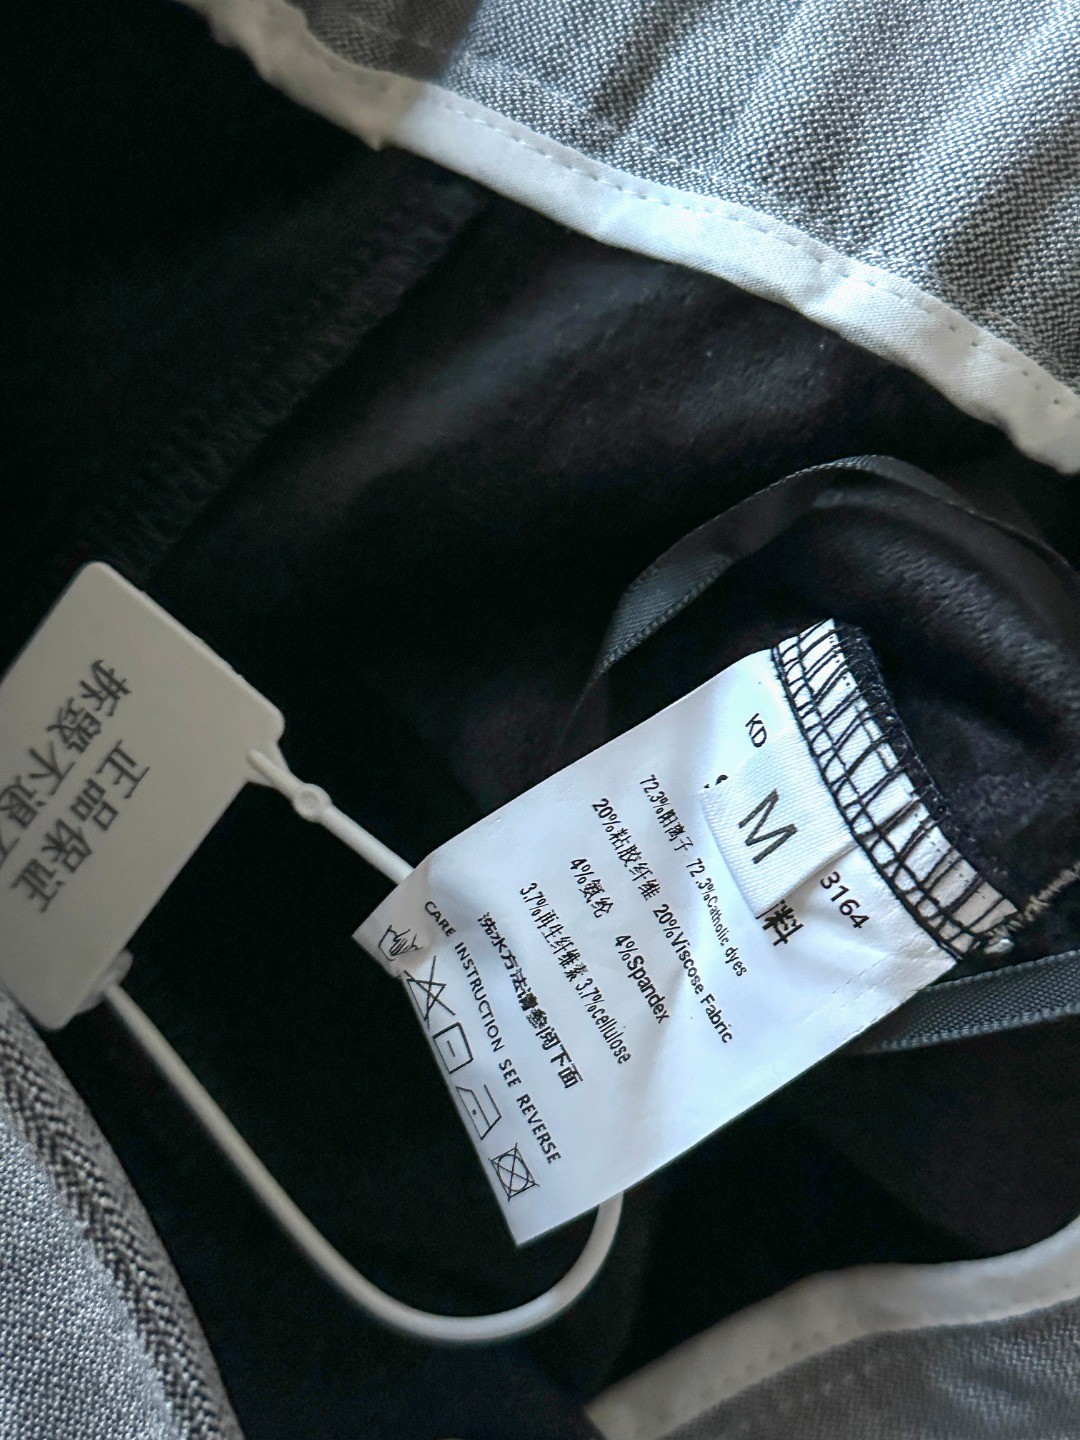 KD
3164
M
料
72.3%阳离子 72.3%Catholic dyes
20%粘胶纤维 20%Viscose Fabric
4%氨纶 4%Spandex
3.7%再生纤维素 3.7%cellulose
洗水方法请参阅下面
CARE INSTRUCTION SEE REVERSE
正品保证
拆毁不退